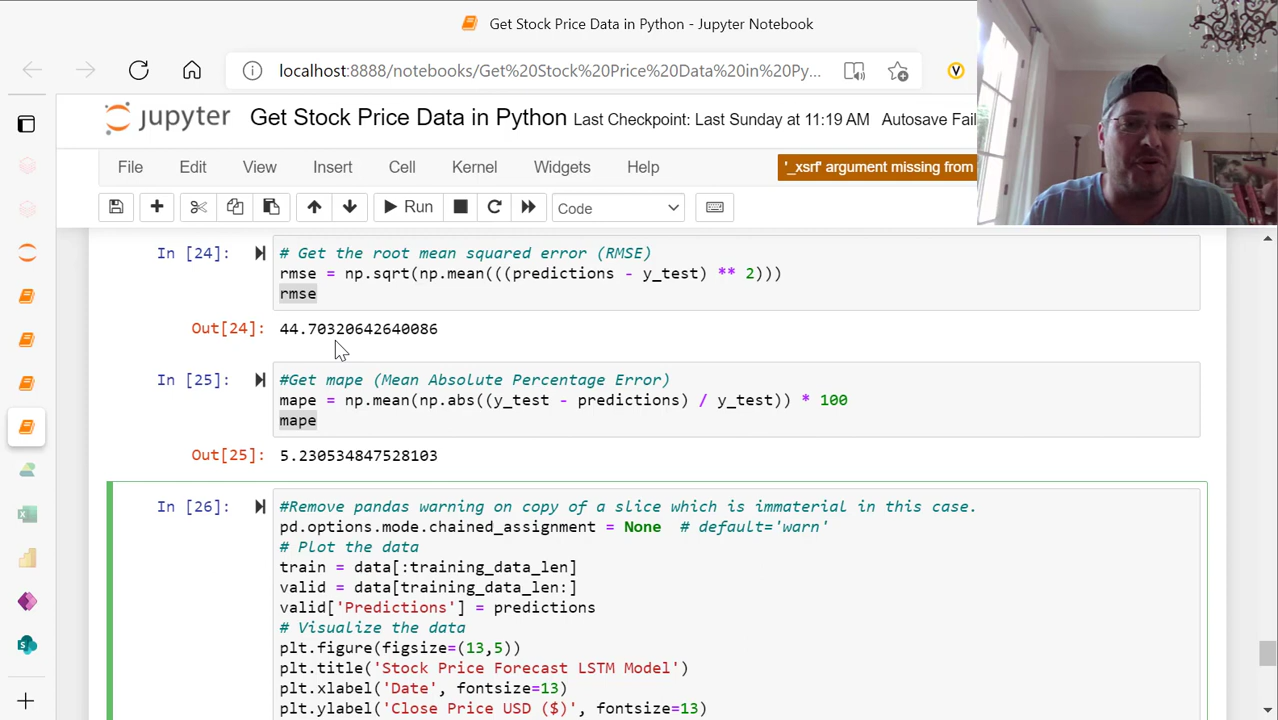 Get Stock Price Data in Python - Jupyter Notebook
localhost:8888/notebooks/Get%20Stock%20Price%20Data%20in%20Py...
V
jupyter Get Stock Price Data in Python Last Checkpoint: Last Sunday at 11:19 AM Autosave Fail
File Edit View Insert Cell Kernel Widgets Help '_xsrf' argument missing from
Run Code
In [24]: # Get the root mean squared error (RMSE)
rmse = np.sqrt(np.mean(((predictions - y_test) ** 2)))
rmse
Out[24]: 44.70320642640086
In [25]: #Get mape (Mean Absolute Percentage Error)
mape = np.mean(np.abs((y_test - predictions) / y_test)) * 100
mape
Out[25]: 5.230534847528103
In [26]: #Remove pandas warning on copy of a slice which is immaterial in this case.
pd.options.mode.chained_assignment = None # default='warn'
# Plot the data
train = data[:training_data_len]
valid = data[training_data_len:]
valid['Predictions'] = predictions
# Visualize the data
plt.figure(figsize=(13,5))
plt.title('Stock Price Forecast LSTM Model')
plt.xlabel('Date', fontsize=13)
plt.ylabel('Close Price USD ($)', fontsize=13)